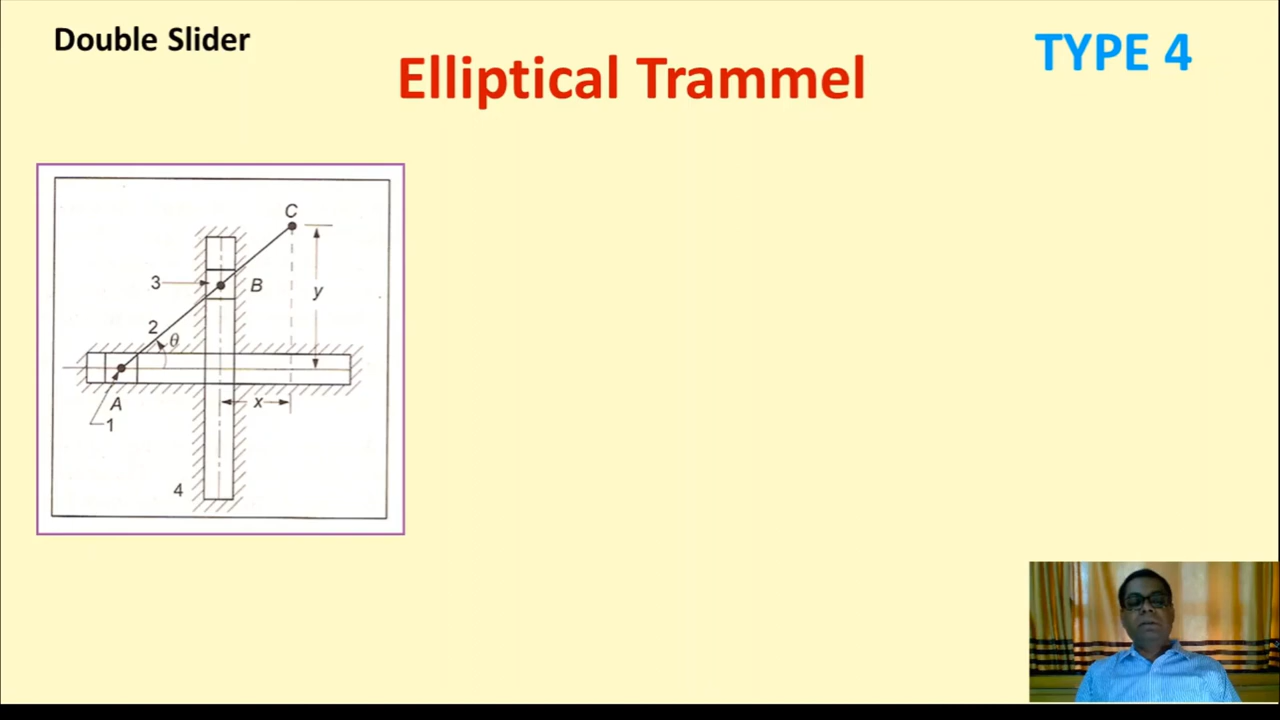 Double Slider
TYPE 4
Elliptical Trammel
C
3
B
y
2
θ
x
A
1
4